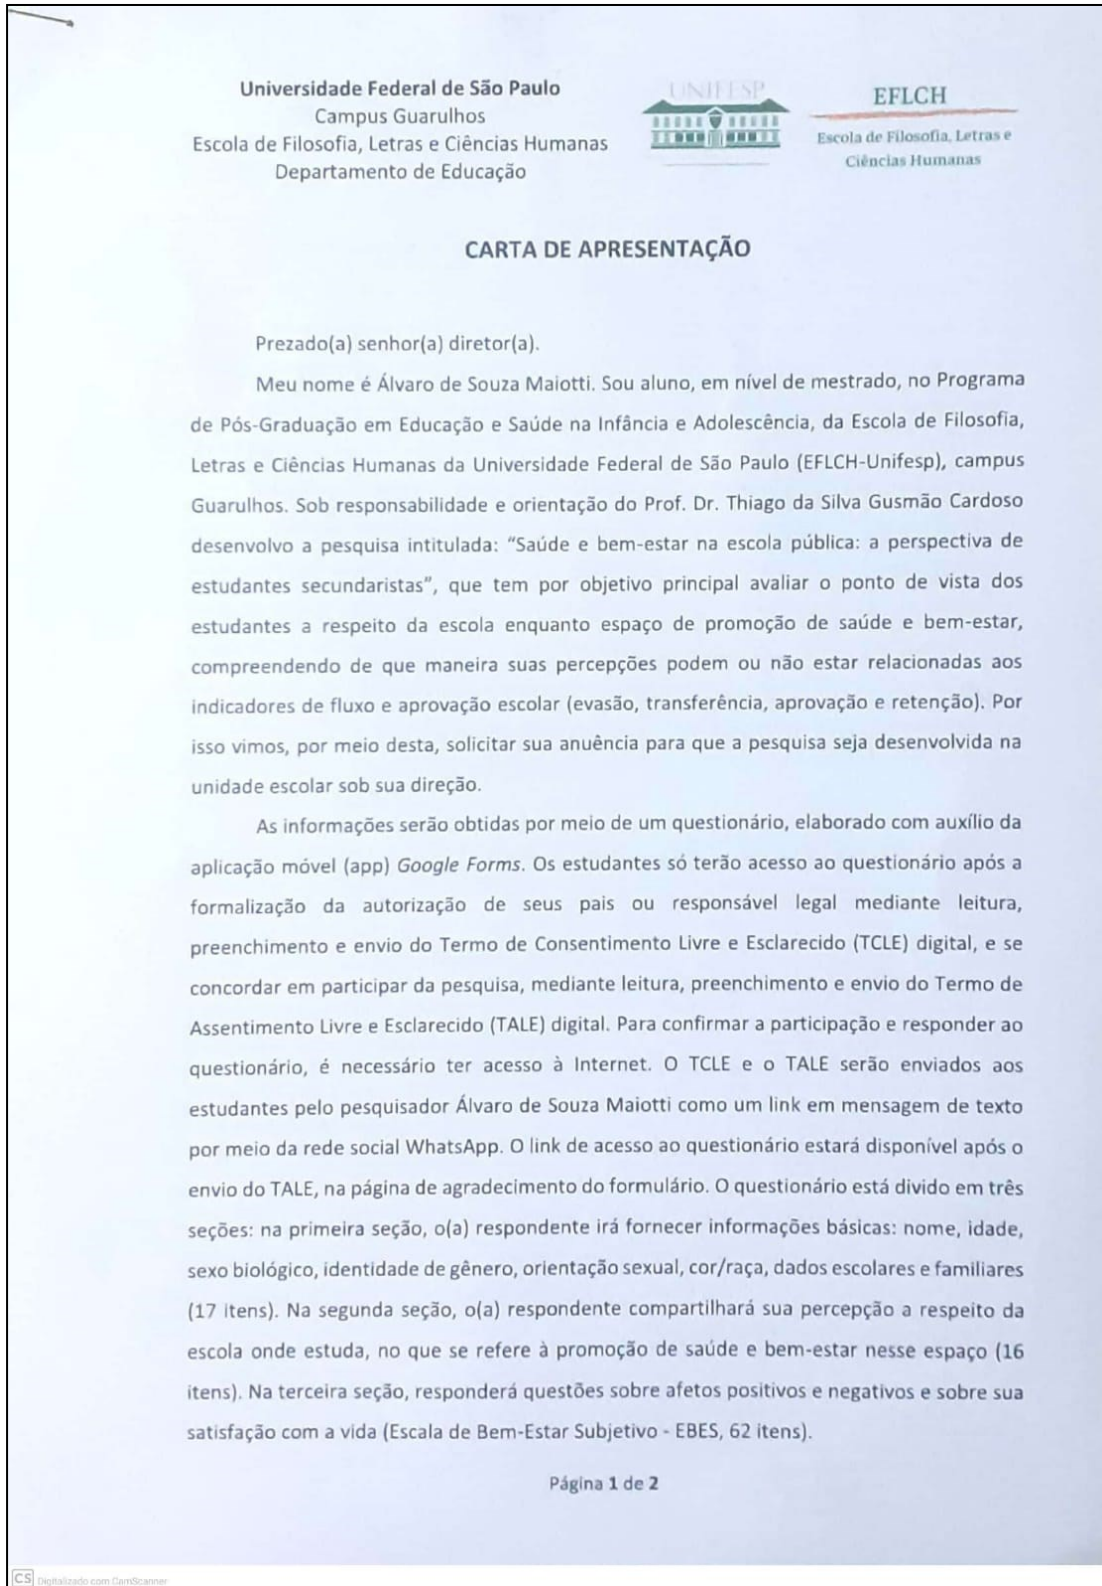 Universidade Federal de São Paulo
Campus Guarulhos
Escola de Filosofia, Letras e Ciências Humanas
Departamento de Educação
UNIFESP
EFLCH
Escola de Filosofia, Letras e
Ciências Humanas
CARTA DE APRESENTAÇÃO
Prezado(a) senhor(a) diretor(a).
Meu nome é Álvaro de Souza Maiotti. Sou aluno, em nível de mestrado, no Programa
de Pós-Graduação em Educação e Saúde na Infância e Adolescência, da Escola de Filosofia,
Letras e Ciências Humanas da Universidade Federal de São Paulo (EFLCH-Unifesp), campus
Guarulhos. Sob responsabilidade e orientação do Prof. Dr. Thiago da Silva Gusmão Cardoso
desenvolvo a pesquisa intitulada: “Saúde e bem-estar na escola pública: a perspectiva de
estudantes secundaristas”, que tem por objetivo principal avaliar o ponto de vista dos
estudantes a respeito da escola enquanto espaço de promoção de saúde e bem-estar,
compreendendo de que maneira suas percepções podem ou não estar relacionadas aos
indicadores de fluxo e aprovação escolar (evasão, transferência, aprovação e retenção). Por
isso vimos, por meio desta, solicitar sua anuência para que a pesquisa seja desenvolvida na
unidade escolar sob sua direção.
As informações serão obtidas por meio de um questionário, elaborado com auxílio da
aplicação móvel (app) Google Forms. Os estudantes só terão acesso ao questionário após a
formalização da autorização de seus pais ou responsável legal mediante leitura,
preenchimento e envio do Termo de Consentimento Livre e Esclarecido (TCLE) digital, e se
concordar em participar da pesquisa, mediante leitura, preenchimento e envio do Termo de
Assentimento Livre e Esclarecido (TALE) digital. Para confirmar a participação e responder ao
questionário, é necessário ter acesso à Internet. O TCLE e o TALE serão enviados aos
estudantes pelo pesquisador Álvaro de Souza Maiotti como um link em mensagem de texto
por meio da rede social WhatsApp. O link de acesso ao questionário estará disponível após o
envio do TALE, na página de agradecimento do formulário. O questionário está divido em três
seções: na primeira seção, o(a) respondente irá fornecer informações básicas: nome, idade,
sexo biológico, identidade de gênero, orientação sexual, cor/raça, dados escolares e familiares
(17 itens). Na segunda seção, o(a) respondente compartilhará sua percepção a respeito da
escola onde estuda, no que se refere à promoção de saúde e bem-estar nesse espaço (16
itens). Na terceira seção, responderá questões sobre afetos positivos e negativos e sobre sua
satisfação com a vida (Escala de Bem-Estar Subjetivo - EBES, 62 itens).
Página 1 de 2
CS Digitalizado com CamScanner